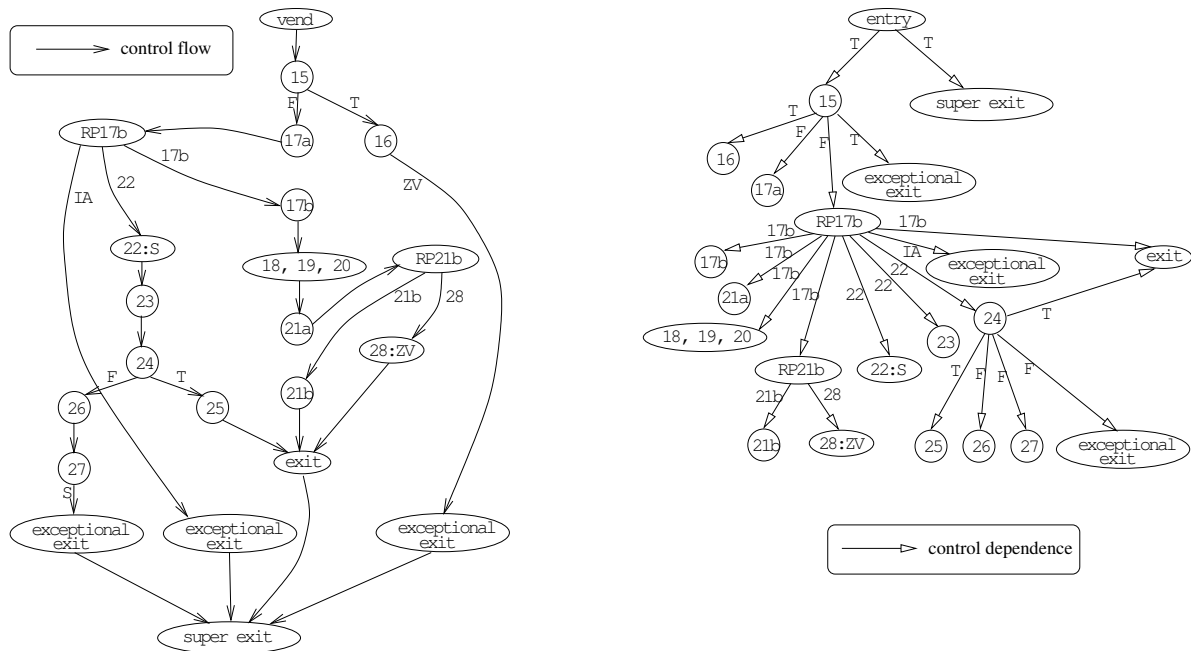 vend
control flow
15
F
T
RP17b
17a
16
17b
22
IA
ZV
17b
22:S
18, 19, 20
RP21b
23
21a
21b
28
28:ZV
24
F
T
26
25
21b
27
exit
S
exceptional
exit
exceptional
exit
exceptional
exit
super exit
entry
T
T
15
super exit
T
F
F
T
16
17a
exceptional
exit
RP17b
17b
17b
17b
17b
17b
IA
22
22
22
17b
exceptional
exit
exit
21a
24
T
18, 19, 20
23
RP21b
22:S
21b
28
T
F
F
F
21b
28:ZV
25
26
27
exceptional
exit
control dependence